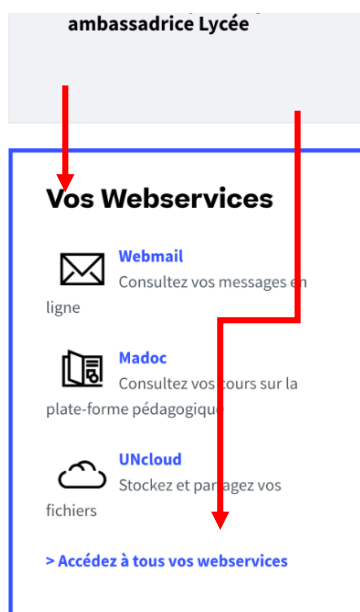 ambassadrice Lycée
Vos Webservices
Webmail
Consultez vos messages en
ligne
Madoc
Consultez vos cours sur la
plate-forme pédagogique
UNcloud
Stockez et partagez vos
fichiers
> Accédez à tous vos webservices